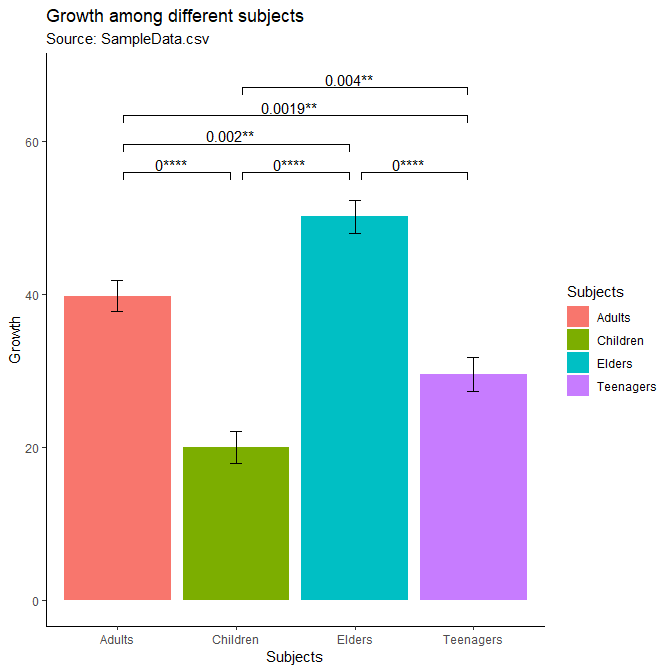 Growth among different subjects
Source: SampleData.csv
0.004**
0.0019**
0.002**
0**** 0**** 0****
60
40
20
0
Growth
Adults Children Elders Teenagers
Subjects
Subjects
Adults
Children
Elders
Teenagers